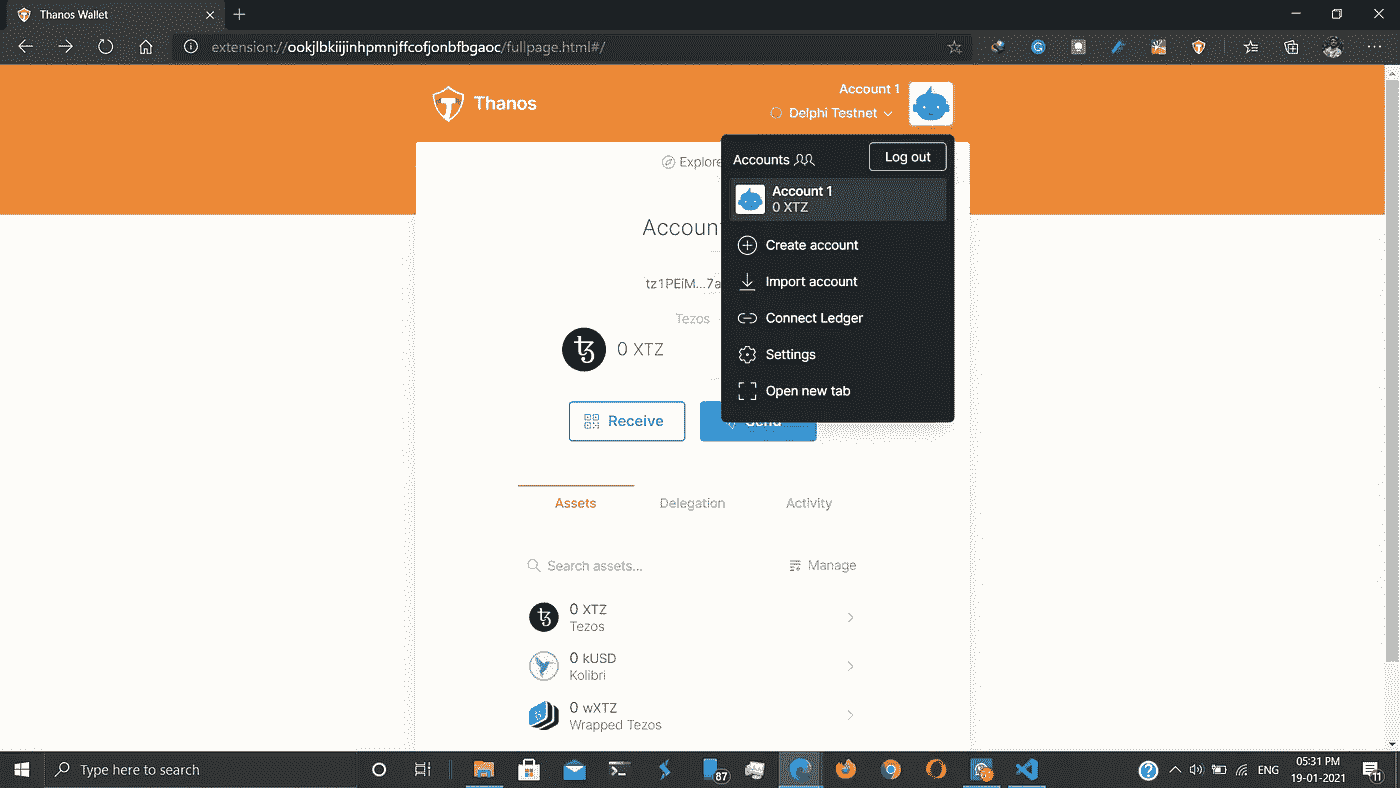 Thanos Wallet
extension://ookjlbkiijinhpmnjffcofjonbfbgaoc/fullpage.html#/
Thanos
Account 1
Delphi Testnet
Explore
Accounts
Log out
Account 1
0 XTZ
Create account
Import account
Connect Ledger
Settings
Open new tab
Account
tz1PEiM...7a
Tezos
0 XTZ
Receive
Send
Assets
Delegation
Activity
Search assets...
Manage
0 XTZ
Tezos
0 kUSD
Kolibri
0 wXTZ
Wrapped Tezos
Type here to search
87
ENG
05:31 PM
19-01-2021
11